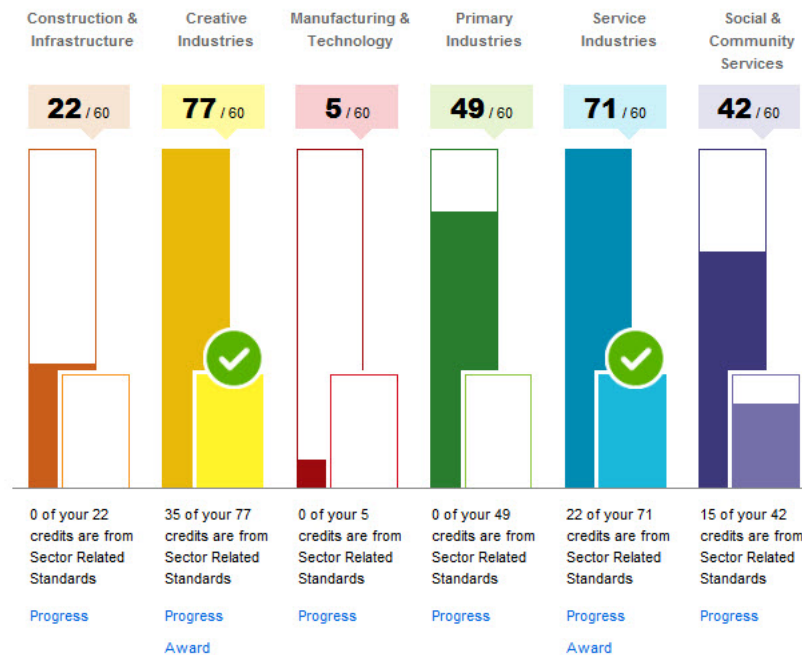 Construction &
Infrastructure
Creative
Industries
Manufacturing &
Technology
Primary
Industries
Service
Industries
Social &
Community
Services
22 / 60
77 / 60
5 / 60
49 / 60
71 / 60
42 / 60
0 of your 22
credits are from
Sector Related
Standards
35 of your 77
credits are from
Sector Related
Standards
0 of your 5
credits are from
Sector Related
Standards
0 of your 49
credits are from
Sector Related
Standards
22 of your 71
credits are from
Sector Related
Standards
15 of your 42
credits are from
Sector Related
Standards
Progress
Progress
Progress
Progress
Progress
Progress
Award
Award